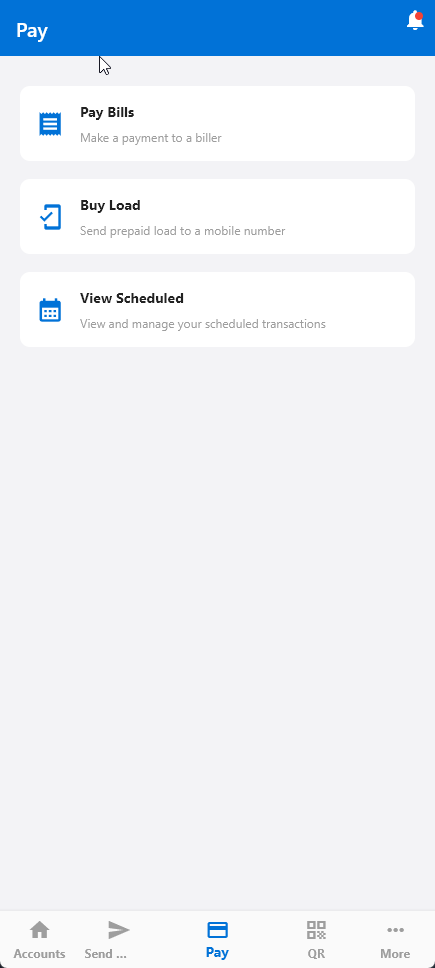 Pay
Pay Bills
Make a payment to a biller
Buy Load
Send prepaid load to a mobile number
View Scheduled
View and manage your scheduled transactions
Accounts
Send ...
Pay
QR
More